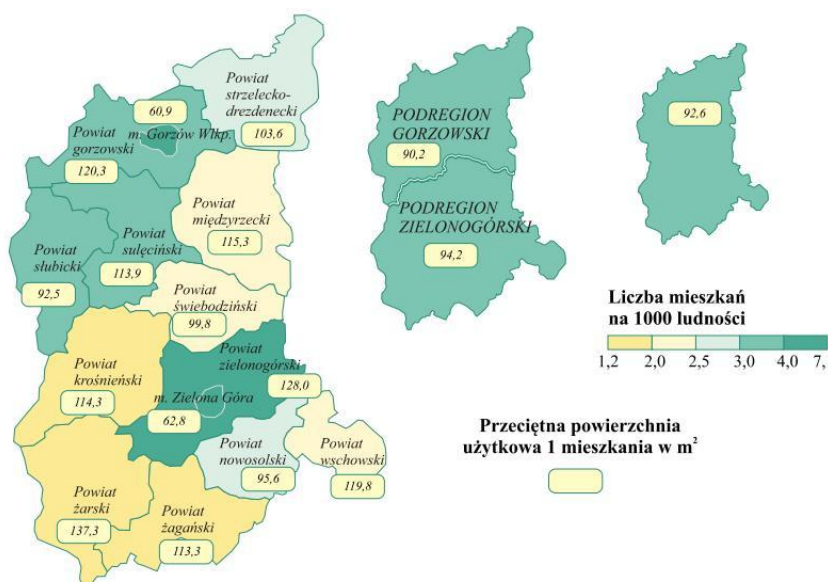 Powiat
strzelecko-
drezdenecki
103,6
60,9
m. Gorzów Wlkp.
Powiat
gorzowski
120,3
Powiat
międzyrzecki
115,3
Powiat
sulęciński
113,9
Powiat
słubicki
92,5
Powiat
świebodziński
99,8
Powiat
zielonogórski
128,0
Powiat
krośnieński
114,3
m. Zielona Góra
62,8
Powiat
nowosolski
95,6
Powiat
wschowski
119,8
Powiat
żarski
137,3
Powiat
żagański
113,3
PODREGION
GORZOWSKI
90,2
PODREGION
ZIELONOGÓRSKI
94,2
92,6
Liczba mieszkań
na 1000 ludności
1,2 2,0 2,5 3,0 4,0 7,
Przeciętna powierzchnia
użytkowa 1 mieszkania w m²